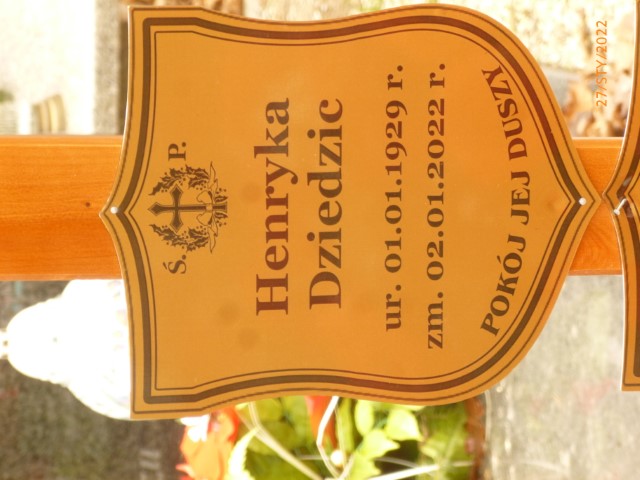 Ś. P.
Henryka
Dziedzic
ur. 01.01.1929 r.
zm. 02.01.2022 r.
POKÓJ JEJ DUSZY
27/STY/2022